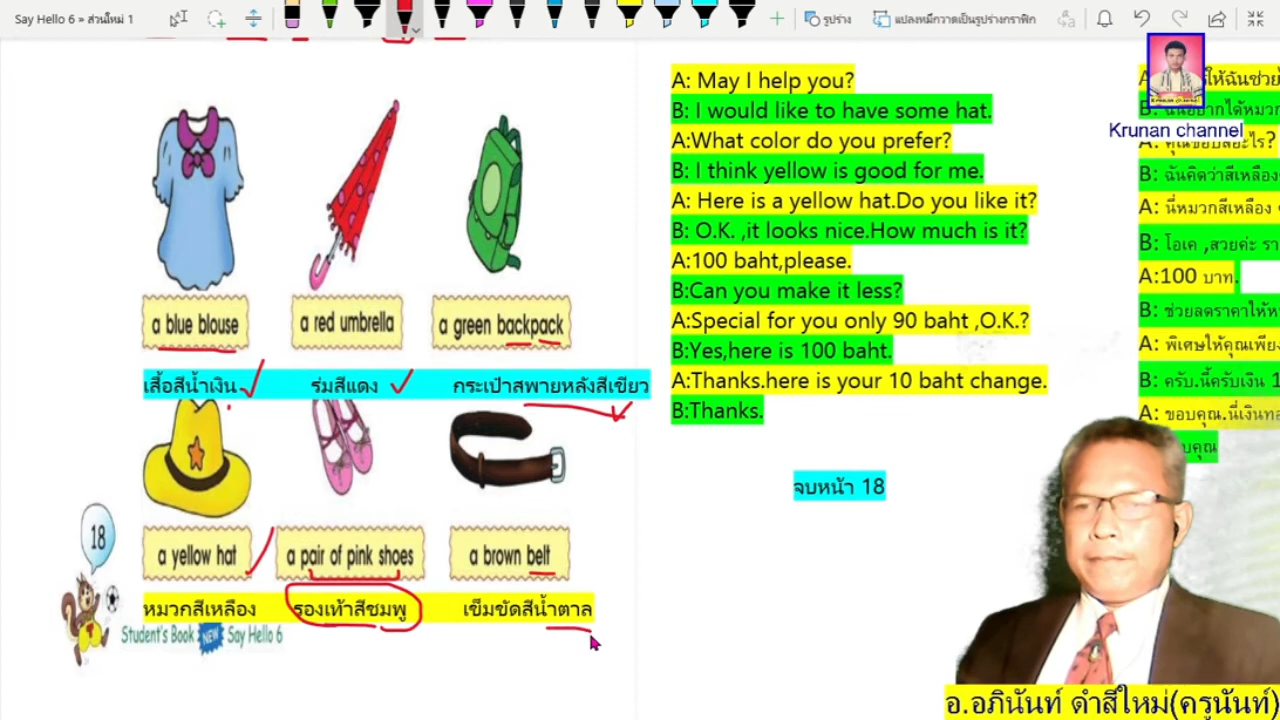 Say Hello 6 » ส่วนใหม่ 1
รูปร่าง
แปลงหมึกวาดเป็นรูปร่างกราฟิก
a blue blouse
a red umbrella
a green backpack
เสื้อสีน้ำเงิน
ร่มสีแดง
กระเป๋าสพายหลังสีเขียว
18
a yellow hat
a pair of pink shoes
a brown belt
หมวกสีเหลือง
รองเท้าสีชมพู
เข็มขัดสีน้ำตาล
Student's Book NEW Say Hello 6
A: May I help you?
B: I would like to have some hat.
A:What color do you prefer?
B: I think yellow is good for me.
A: Here is a yellow hat.Do you like it?
B: O.K. ,it looks nice.How much is it?
A:100 baht,please.
B:Can you make it less?
A:Special for you only 90 baht ,O.K.?
B:Yes,here is 100 baht.
A:Thanks.here is your 10 baht change.
B:Thanks.
จบหน้า 18
Krunan channel
B: ฉันคิดว่าสีเหลือง
A: นี่หมวกสีเหลือง
B: โอเค ,สวยค่ะ รา
A:100 บาท.
B: ช่วยลดราคาให้
A: พิเศษให้คุณเพียง
B: ครับ.นี้ครับเงิน 1
A: ขอบคุณ.นี่เงินทอ
อ.อภินันท์ ดำสีใหม่(ครูนันท์)